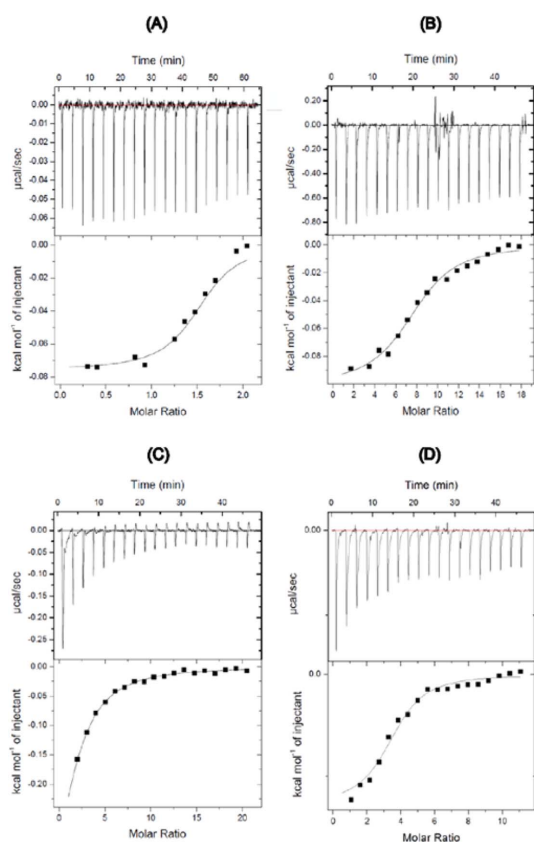 (A)
Time (min)
0 10 20 30 40 50 60
0.00
-0.01
-0.02
-0.03
-0.04
-0.05
-0.06
µcal/sec
0.00
-0.02
-0.04
-0.06
-0.08
kcal mol⁻¹ of injectant
0.0 0.5 1.0 1.5 2.0
Molar Ratio
(B)
Time (min)
0 10 20 30 40
0.20
0.00
-0.20
-0.40
-0.60
-0.80
µcal/sec
0.00
-0.02
-0.04
-0.06
-0.08
kcal mol⁻¹ of injectant
0 2 4 6 8 10 12 14 16 18
Molar Ratio
(C)
Time (min)
0 10 20 30 40
0.00
-0.05
-0.10
-0.15
-0.20
-0.25
µcal/sec
0.00
-0.05
-0.10
-0.15
-0.20
kcal mol⁻¹ of injectant
0 5 10 15 20
Molar Ratio
(D)
Time (min)
0 10 20 30 40
0.00
µcal/sec
0.0
kcal mol⁻¹ of injectant
0 2 4 6 8 10
Molar Ratio